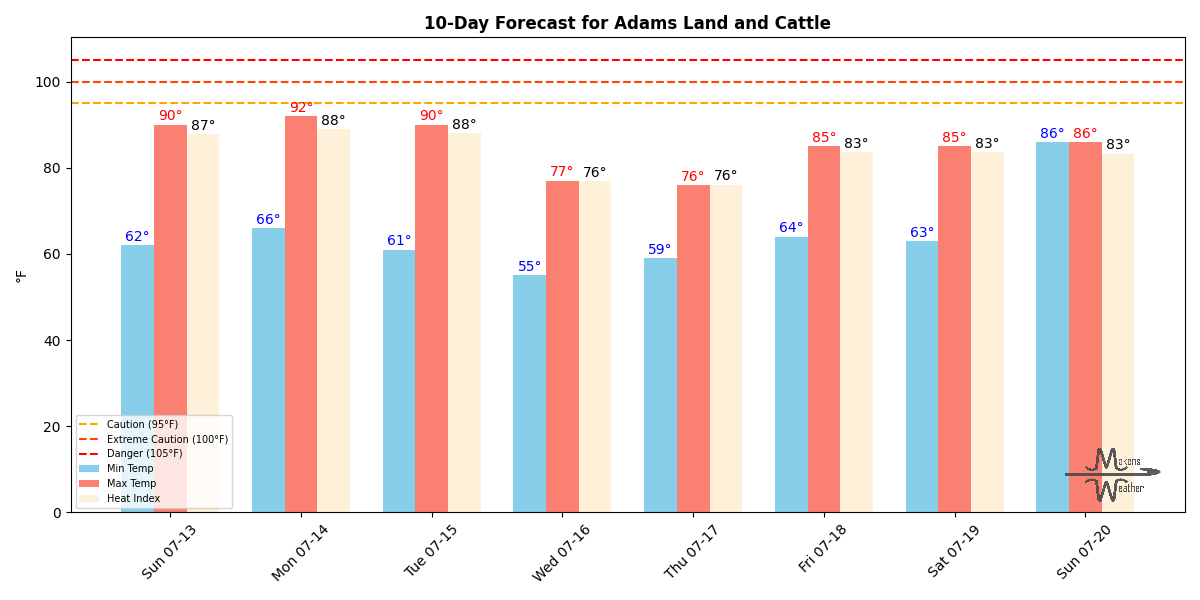 10-Day Forecast for Adams Land and Cattle
°F
100
80
60
40
20
0
62° 90° 87°
66° 92° 88°
61° 90° 88°
55° 77° 76°
59° 76° 76°
64° 85° 83°
63° 85° 83°
86° 86° 83°
Caution (95°F)
Extreme Caution (100°F)
Danger (105°F)
Min Temp
Max Temp
Heat Index
Sun 07-13
Mon 07-14
Tue 07-15
Wed 07-16
Thu 07-17
Fri 07-18
Sat 07-19
Sun 07-20